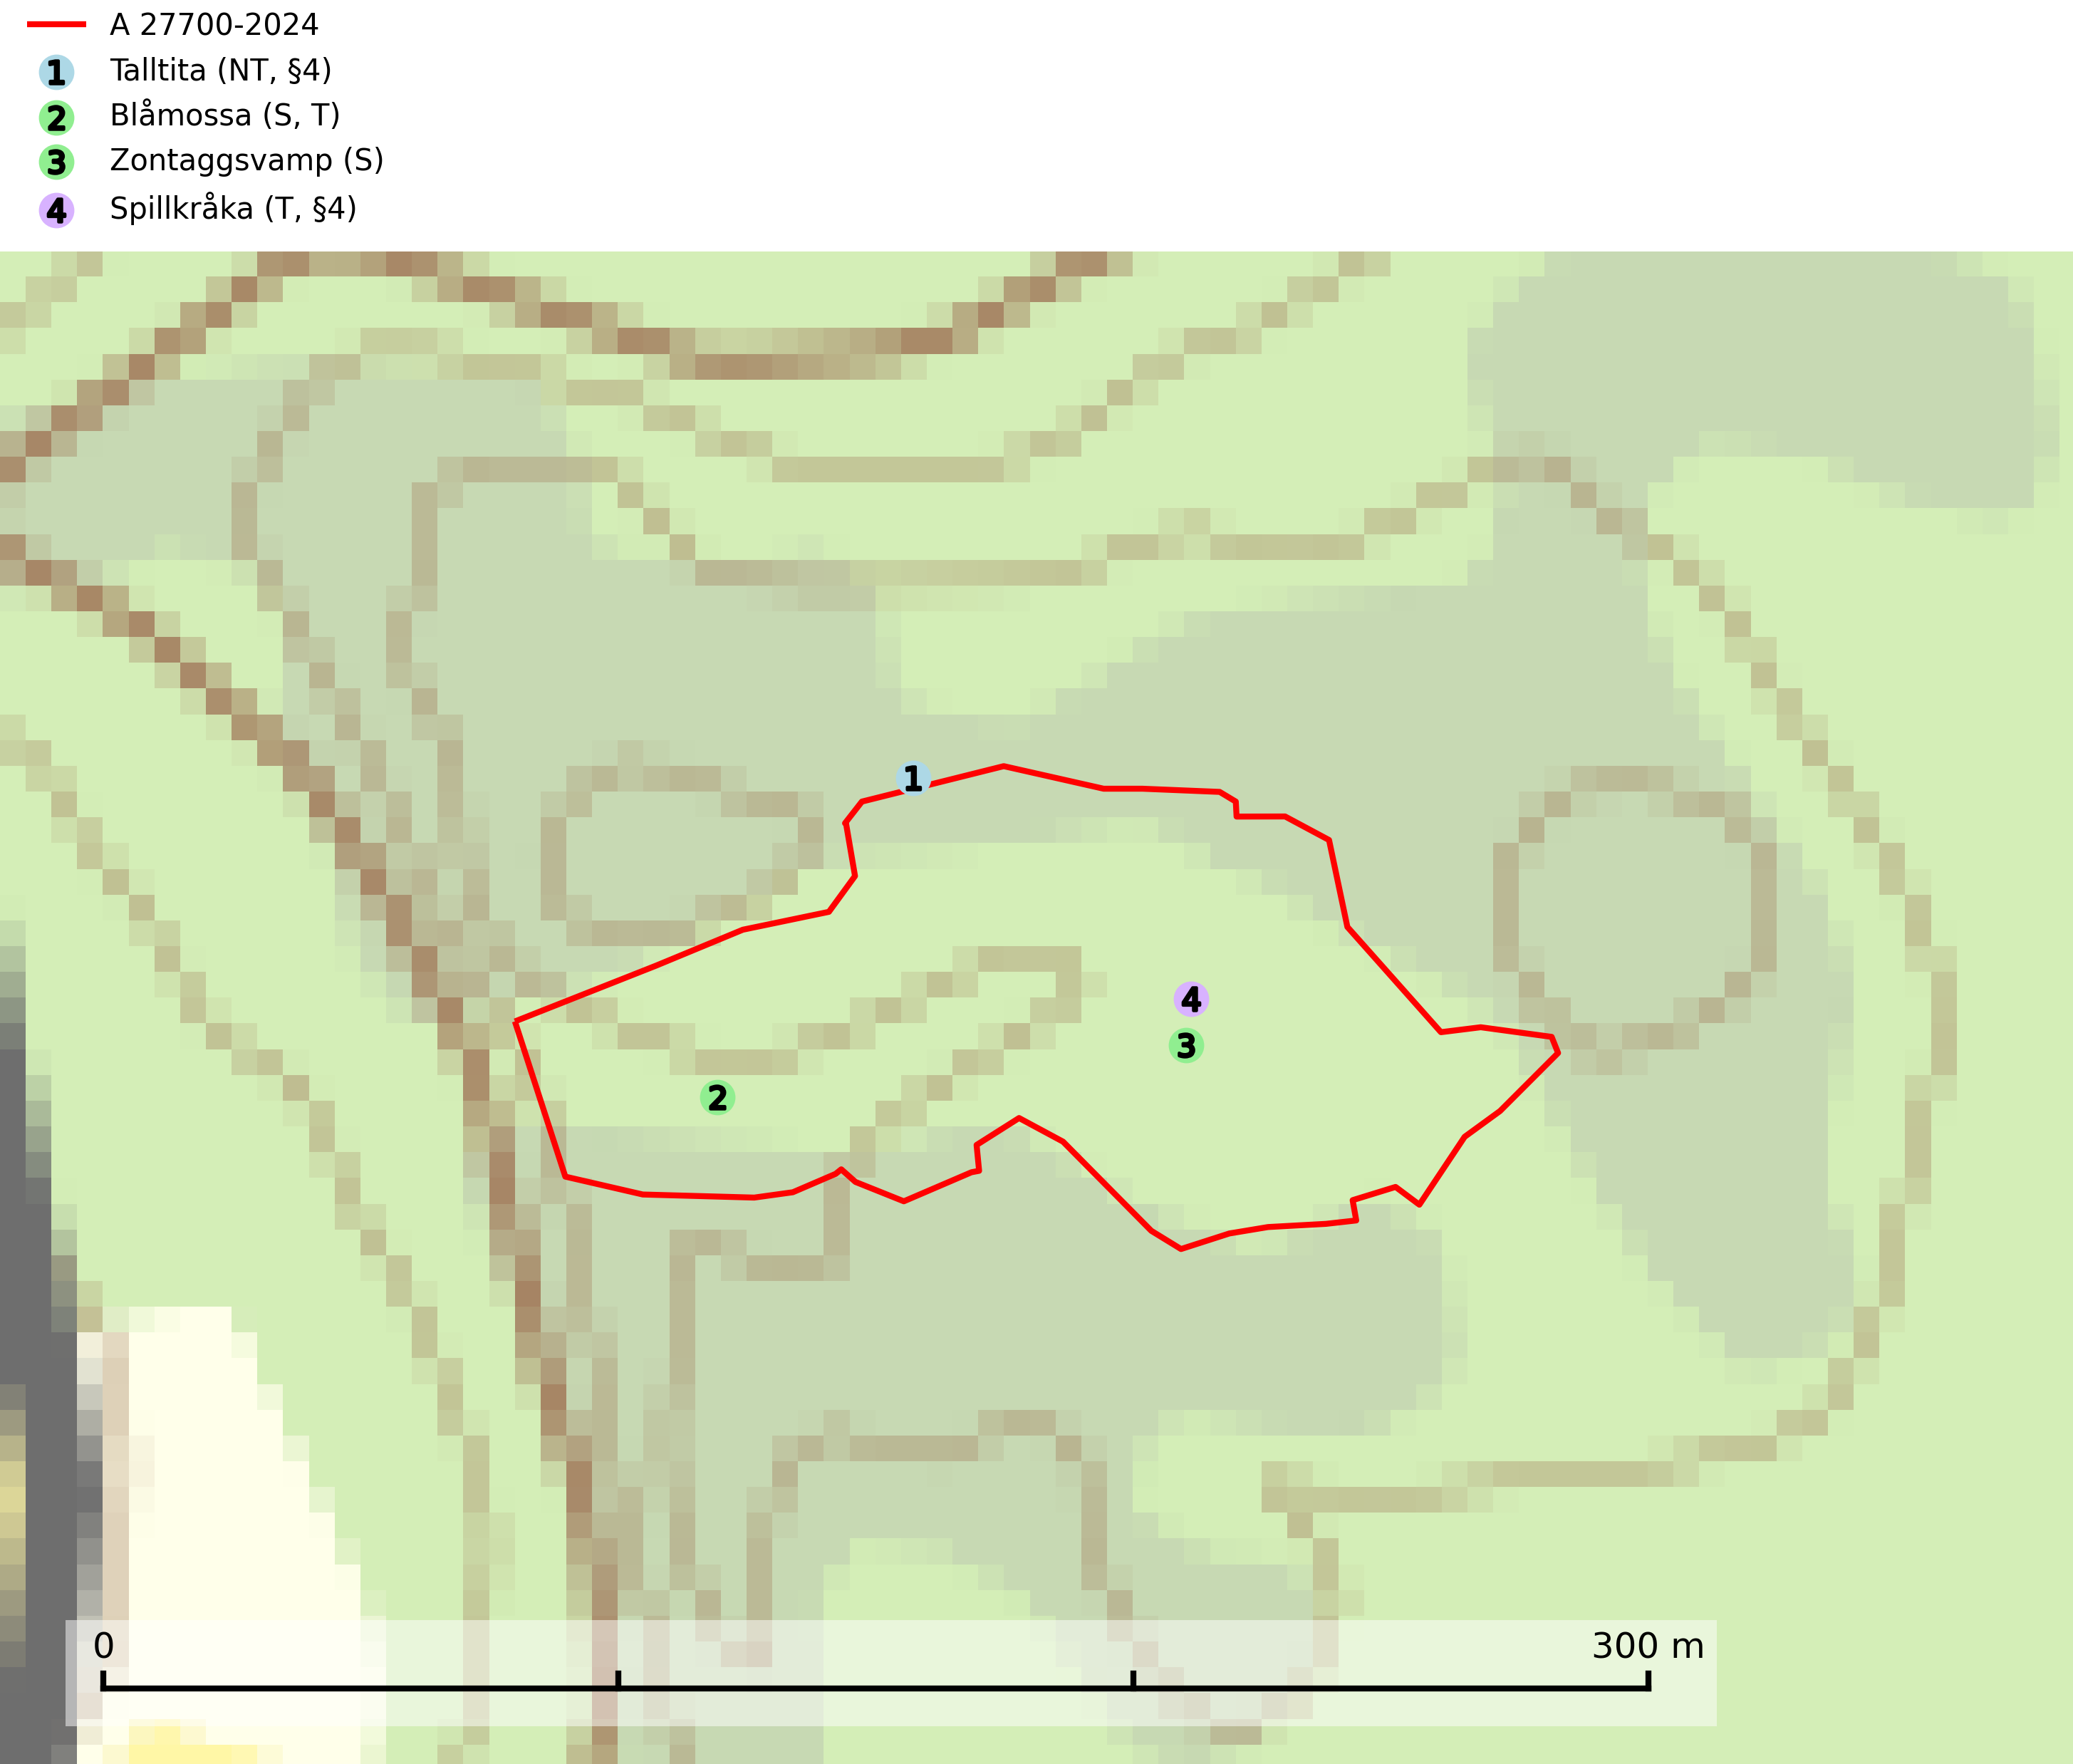 A 27700-2024
1 Talltita (NT, §4)
2 Blåmossa (S, T)
3 Zontaggsvamp (S)
4 Spillkråka (T, §4)
1
4
3
2
0 300 m